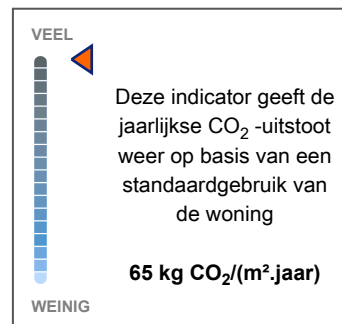 VEEL
Deze indicator geeft de
jaarlijkse CO₂ -uitstoot
weer op basis van een
standaardgebruik van
de woning
65 kg CO₂/(m².jaar)
WEINIG